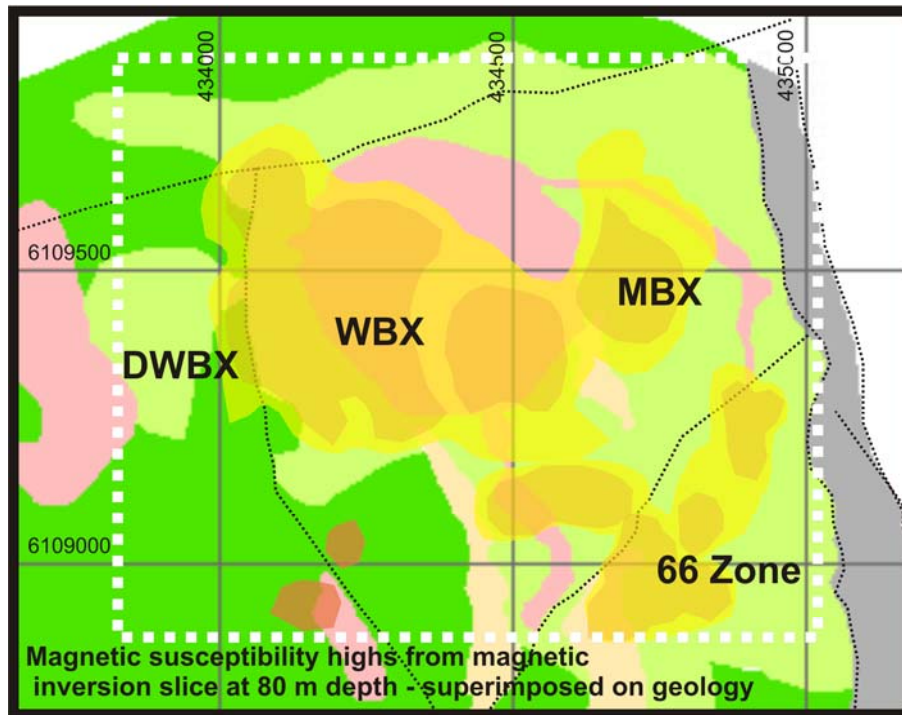 434000
434500
435000
6109500
MBX
WBX
DWBX
6109000
66 Zone
Magnetic susceptibility highs from magnetic
inversion slice at 80 m depth - superimposed on geology